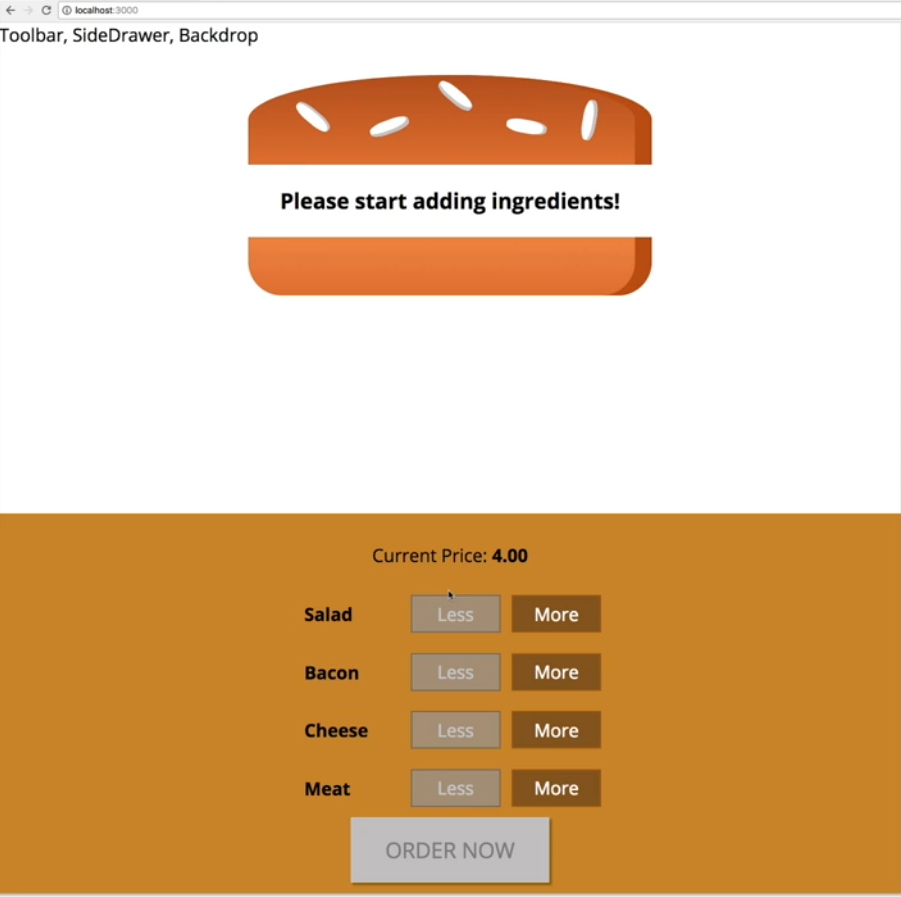 localhost:3000
Toolbar, SideDrawer, Backdrop
Please start adding ingredients!
Current Price: 4.00
Salad Less More
Bacon Less More
Cheese Less More
Meat Less More
ORDER NOW